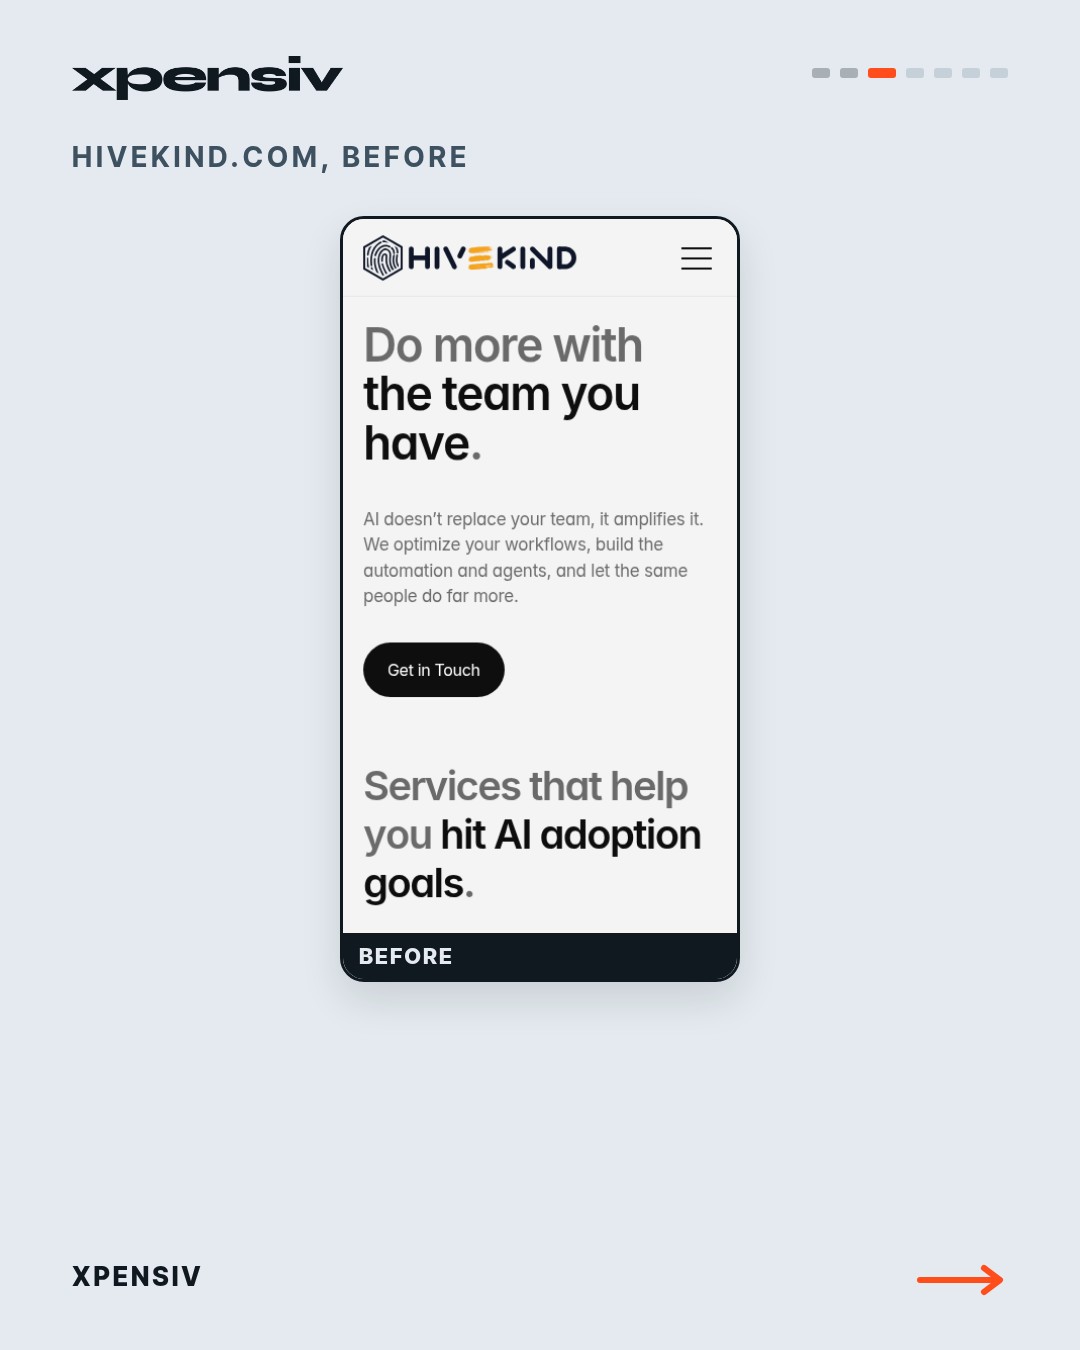 xpensiv
HIVEKIND.COM, BEFORE
HIVEKIND
Do more with
the team you
have.
AI doesn’t replace your team, it amplifies it.
We optimize your workflows, build the
automation and agents, and let the same
people do far more.
Get in Touch
Services that help
you hit AI adoption
goals.
BEFORE
XPENSIV